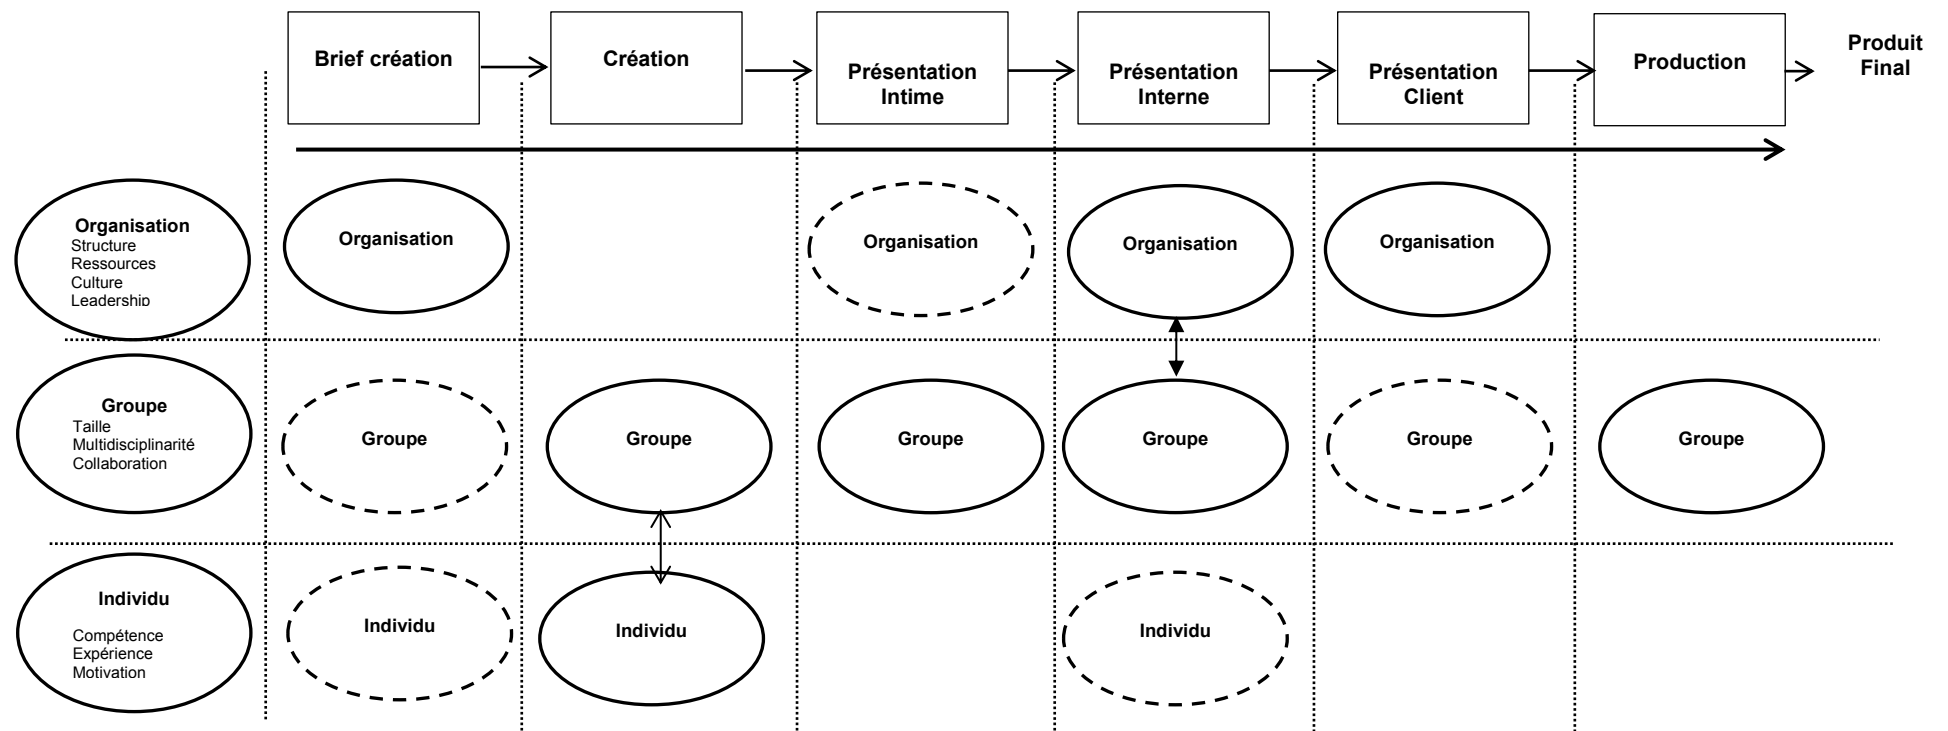 Brief création
Création
Présentation
Intime
Présentation
Interne
Présentation
Client
Production
Produit
Final
Organisation
Structure
Ressources
Culture
Leadership
Organisation
Organisation
Organisation
Organisation
Groupe
Taille
Multidisciplinarité
Collaboration
Groupe
Groupe
Groupe
Groupe
Groupe
Groupe
Individu
Compétence
Expérience
Motivation
Individu
Individu
Individu